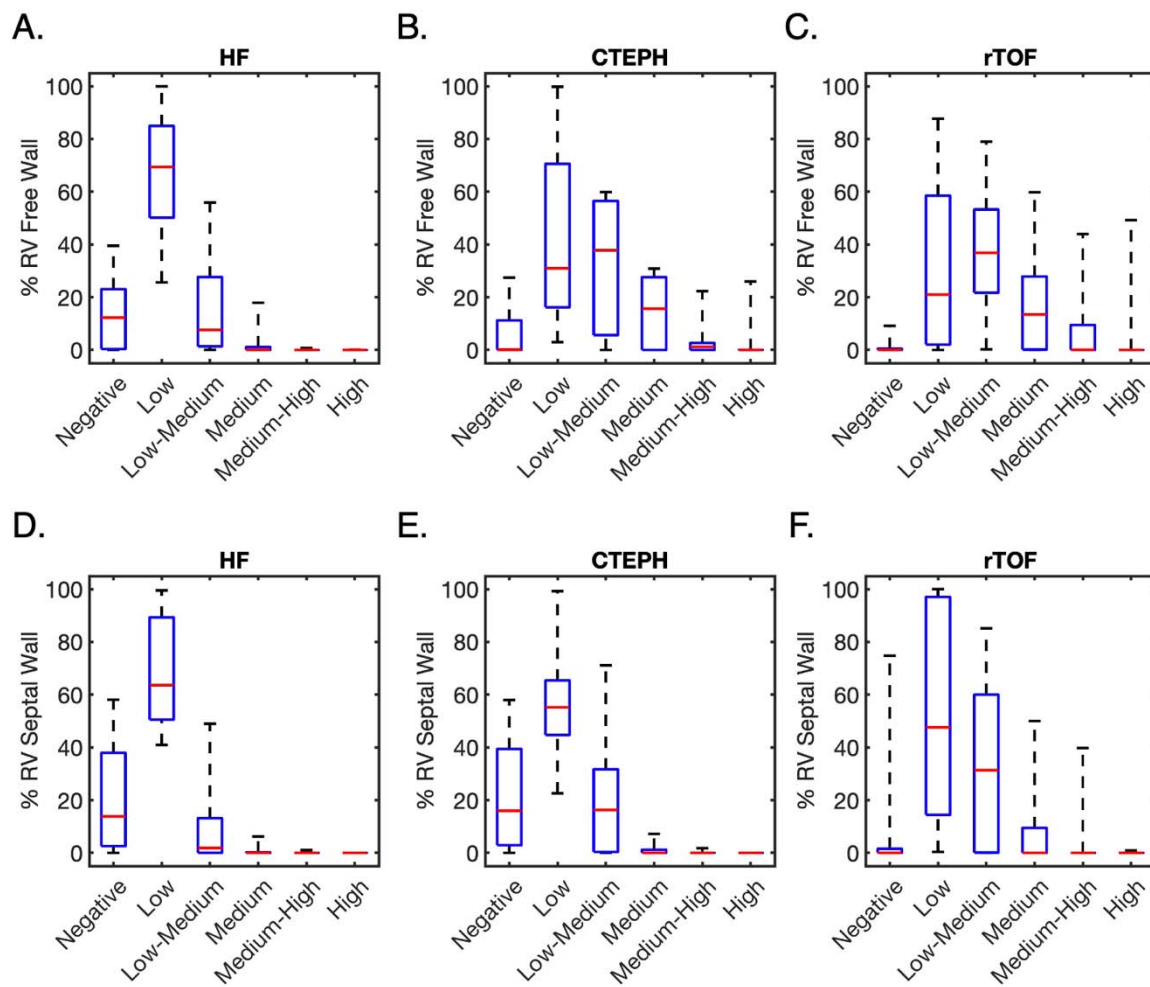 A.
HF
% RV Free Wall
100
80
60
40
20
0
Negative
Low
Low-Medium
Medium
Medium-High
High
B.
CTEPH
% RV Free Wall
100
80
60
40
20
0
Negative
Low
Low-Medium
Medium
Medium-High
High
C.
rTOF
% RV Free Wall
100
80
60
40
20
0
Negative
Low
Low-Medium
Medium
Medium-High
High
D.
HF
% RV Septal Wall
100
80
60
40
20
0
Negative
Low
Low-Medium
Medium
Medium-High
High
E.
CTEPH
% RV Septal Wall
100
80
60
40
20
0
Negative
Low
Low-Medium
Medium
Medium-High
High
F.
rTOF
% RV Septal Wall
100
80
60
40
20
0
Negative
Low
Low-Medium
Medium
Medium-High
High